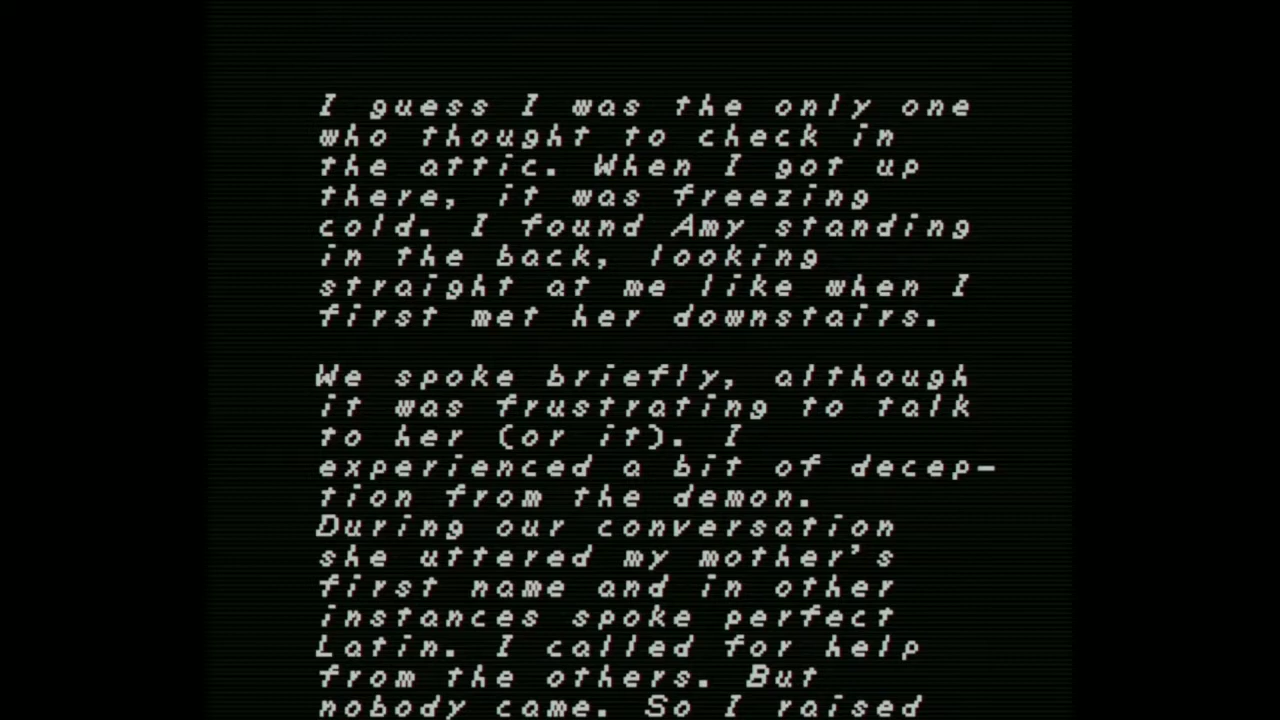 I guess I was the only one
who thought to check in
the attic. When I got up
there, it was freezing
cold. I found Amy standing
in the back, looking
straight at me like when I
first met her downstairs.
We spoke briefly, although
it was frustrating to talk
to her (or it). I
experienced a bit of decep-
tion from the demon.
During our conversation
she uttered my mother's
first name and in other
instances spoke perfect
Latin. I called for help
from the others. But
nobody came. So I raised